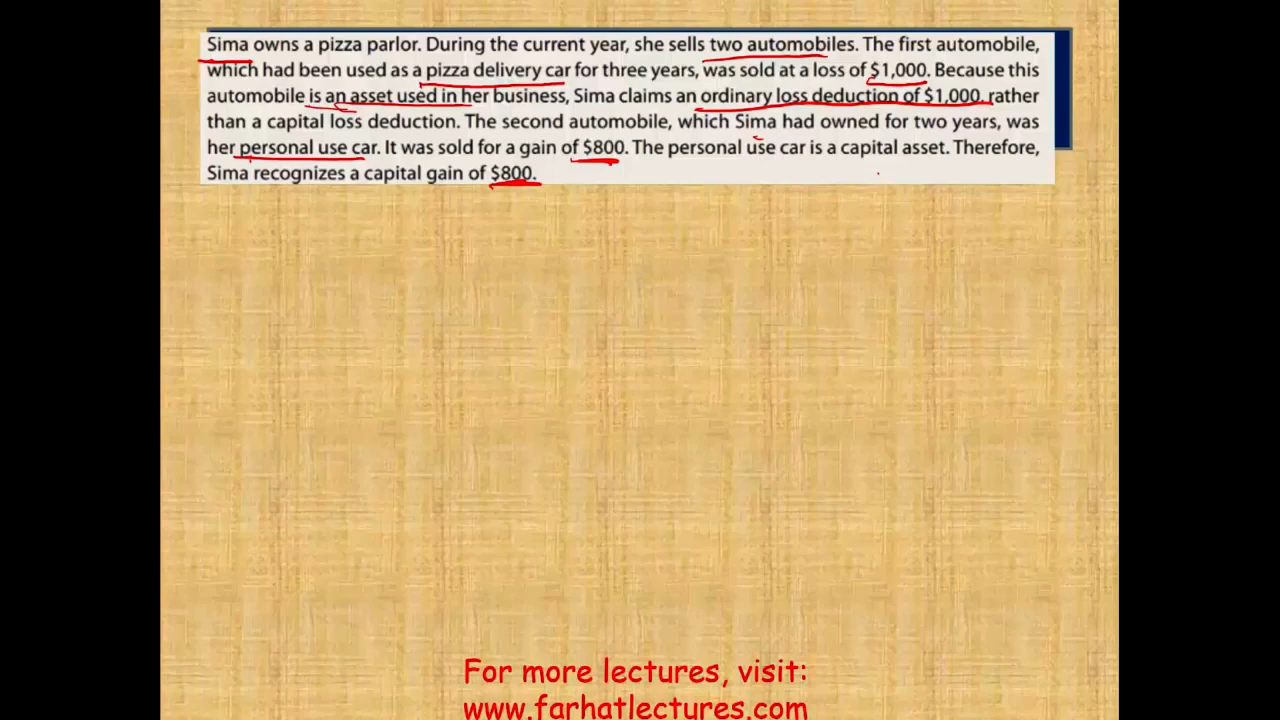 Sima owns a pizza parlor. During the current year, she sells two automobiles. The first automobile,
which had been used as a pizza delivery car for three years, was sold at a loss of $1,000. Because this
automobile is an asset used in her business, Sima claims an ordinary loss deduction of $1,000, rather
than a capital loss deduction. The second automobile, which Sima had owned for two years, was
her personal use car. It was sold for a gain of $800. The personal use car is a capital asset. Therefore,
Sima recognizes a capital gain of $800.
For more lectures, visit:
www.farhatlectures.com